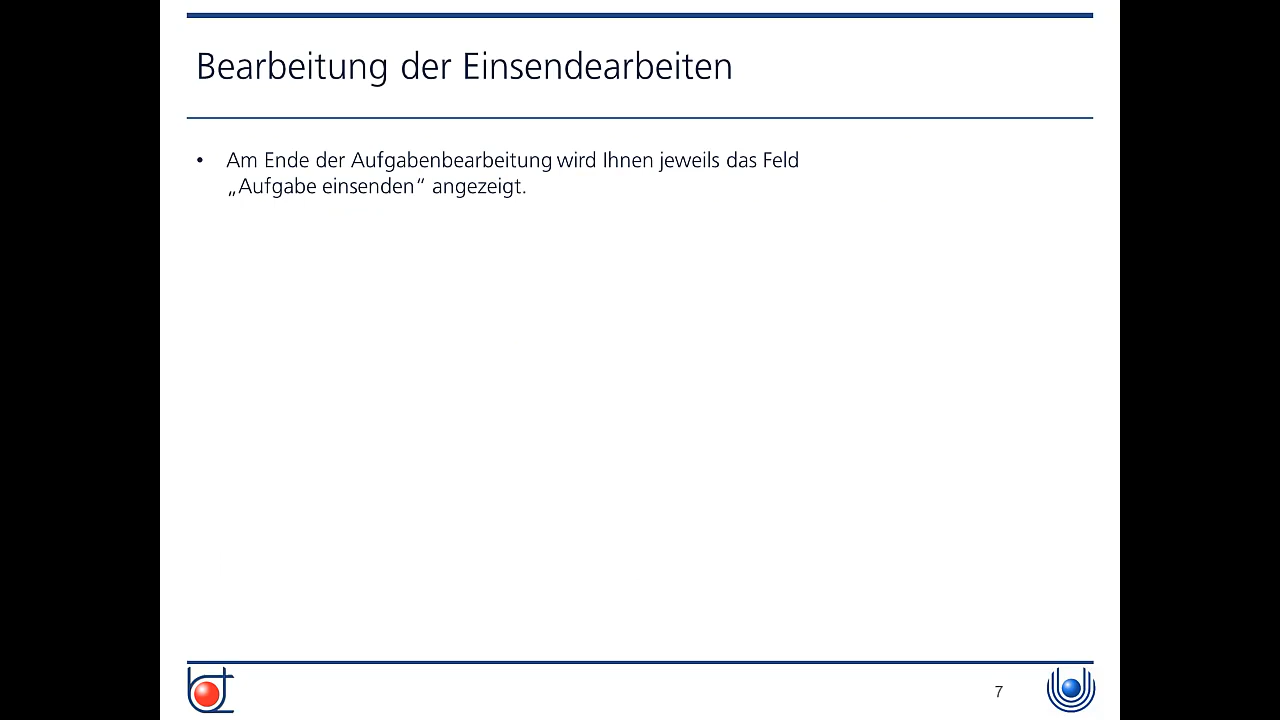 Bearbeitung der Einsendearbeiten
• Am Ende der Aufgabenbearbeitung wird Ihnen jeweils das Feld
„Aufgabe einsenden“ angezeigt.
7